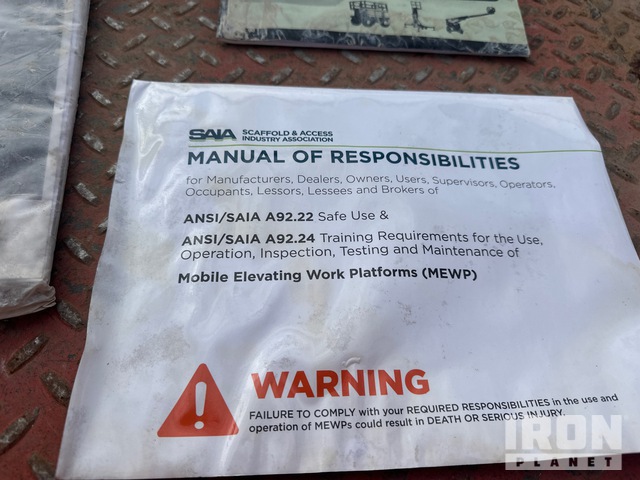 SAIA SCAFFOLD & ACCESS
INDUSTRY ASSOCIATION
MANUAL OF RESPONSIBILITIES
for Manufacturers, Dealers, Owners, Users, Supervisors, Operators,
Occupants, Lessors, Lessees and Brokers of
ANSI/SAIA A92.22 Safe Use &
ANSI/SAIA A92.24 Training Requirements for the Use,
Operation, Inspection, Testing and Maintenance of
Mobile Elevating Work Platforms (MEWP)
WARNING
FAILURE TO COMPLY with your REQUIRED RESPONSIBILITIES in the use and
operation of MEWPs could result in DEATH OR SERIOUS INJURY.
IRON
PLANET